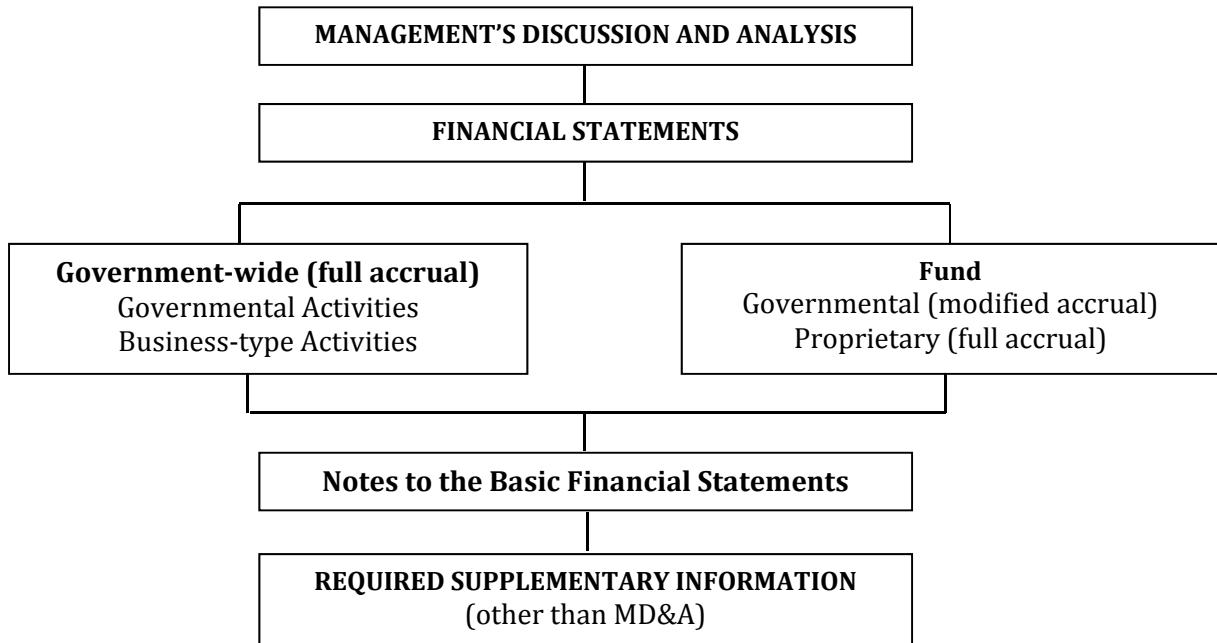 MANAGEMENT’S DISCUSSION AND ANALYSIS
FINANCIAL STATEMENTS
Government-wide (full accrual)
Governmental Activities
Business-type Activities
Fund
Governmental (modified accrual)
Proprietary (full accrual)
Notes to the Basic Financial Statements
REQUIRED SUPPLEMENTARY INFORMATION
(other than MD&A)